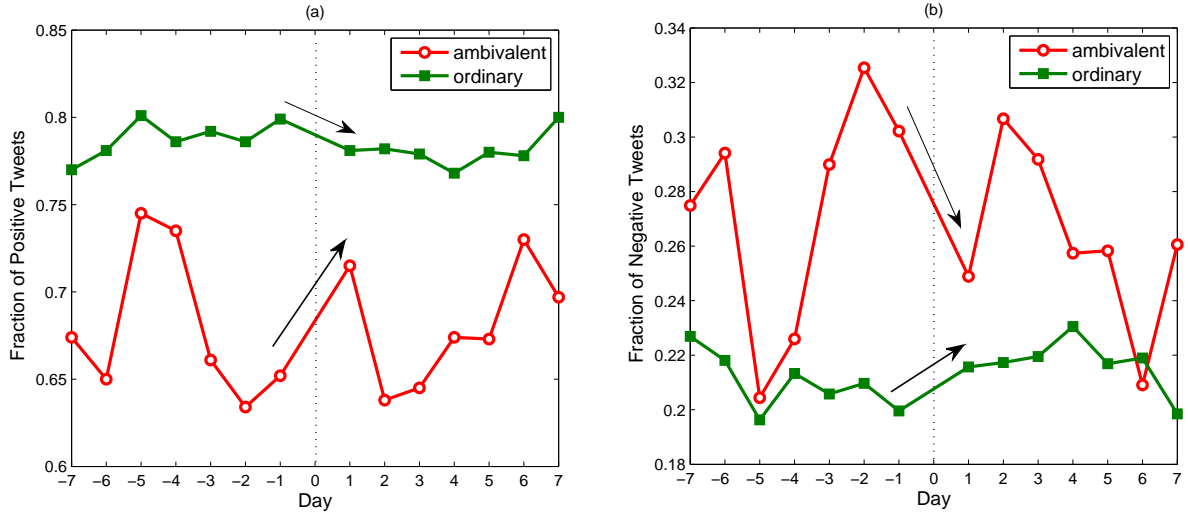 (a)
0.85
0.8
0.75
0.7
0.65
0.6
Fraction of Positive Tweets
ambivalent
ordinary
−7 −6 −5 −4 −3 −2 −1 0 1 2 3 4 5 6 7
Day
(b)
0.34
0.32
0.3
0.28
0.26
0.24
0.22
0.2
0.18
Fraction of Negative Tweets
ambivalent
ordinary
−7 −6 −5 −4 −3 −2 −1 0 1 2 3 4 5 6 7
Day